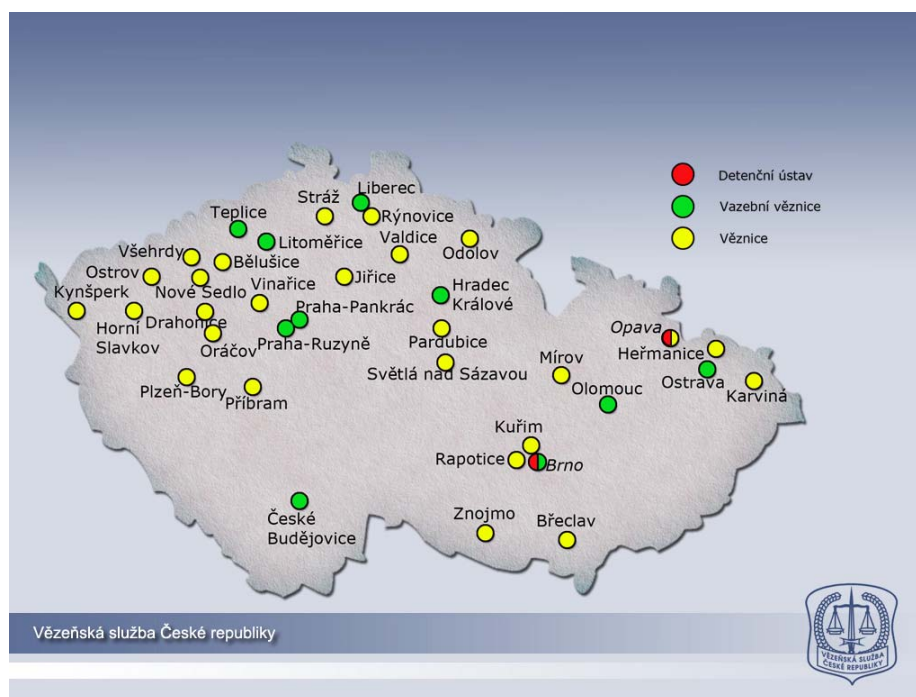 Detenční ústav
Vazební věznice
Věznice
Liberec
Stráž
Rýnovice
Teplice
Litoměřice
Valdice
Odolov
Všehrdy
Bělušice
Ostrov
Nové Sedlo
Vinařice
Jiřice
Kynšperk
Hradec
Králové
Praha-Pankrác
Horní
Slavkov
Drahonice
Praha-Ruzyně
Oráčov
Pardubice
Opava
Heřmanice
Mírov
Světlá nad Sázavou
Ostrava
Olomouc
Karviná
Plzeň-Bory
Příbram
Kuřim
Rapotice
Brno
České
Budějovice
Znojmo
Břeclav
Vězeňská služba České republiky
VĚZEŇSKÁ SLUŽBA
ČESKÉ REPUBLIKY